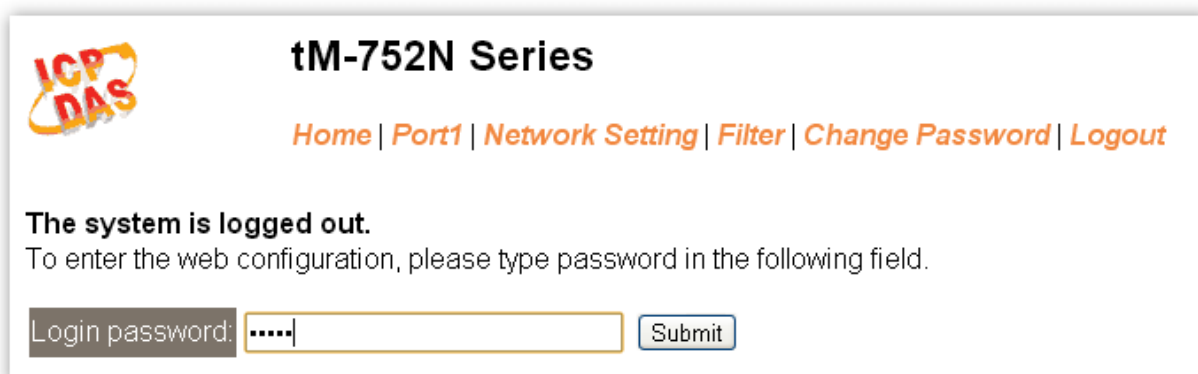 ICP DAS
tM-752N Series
Home | Port1 | Network Setting | Filter | Change Password | Logout
The system is logged out.
To enter the web configuration, please type password in the following field.
Login password: ••••• Submit